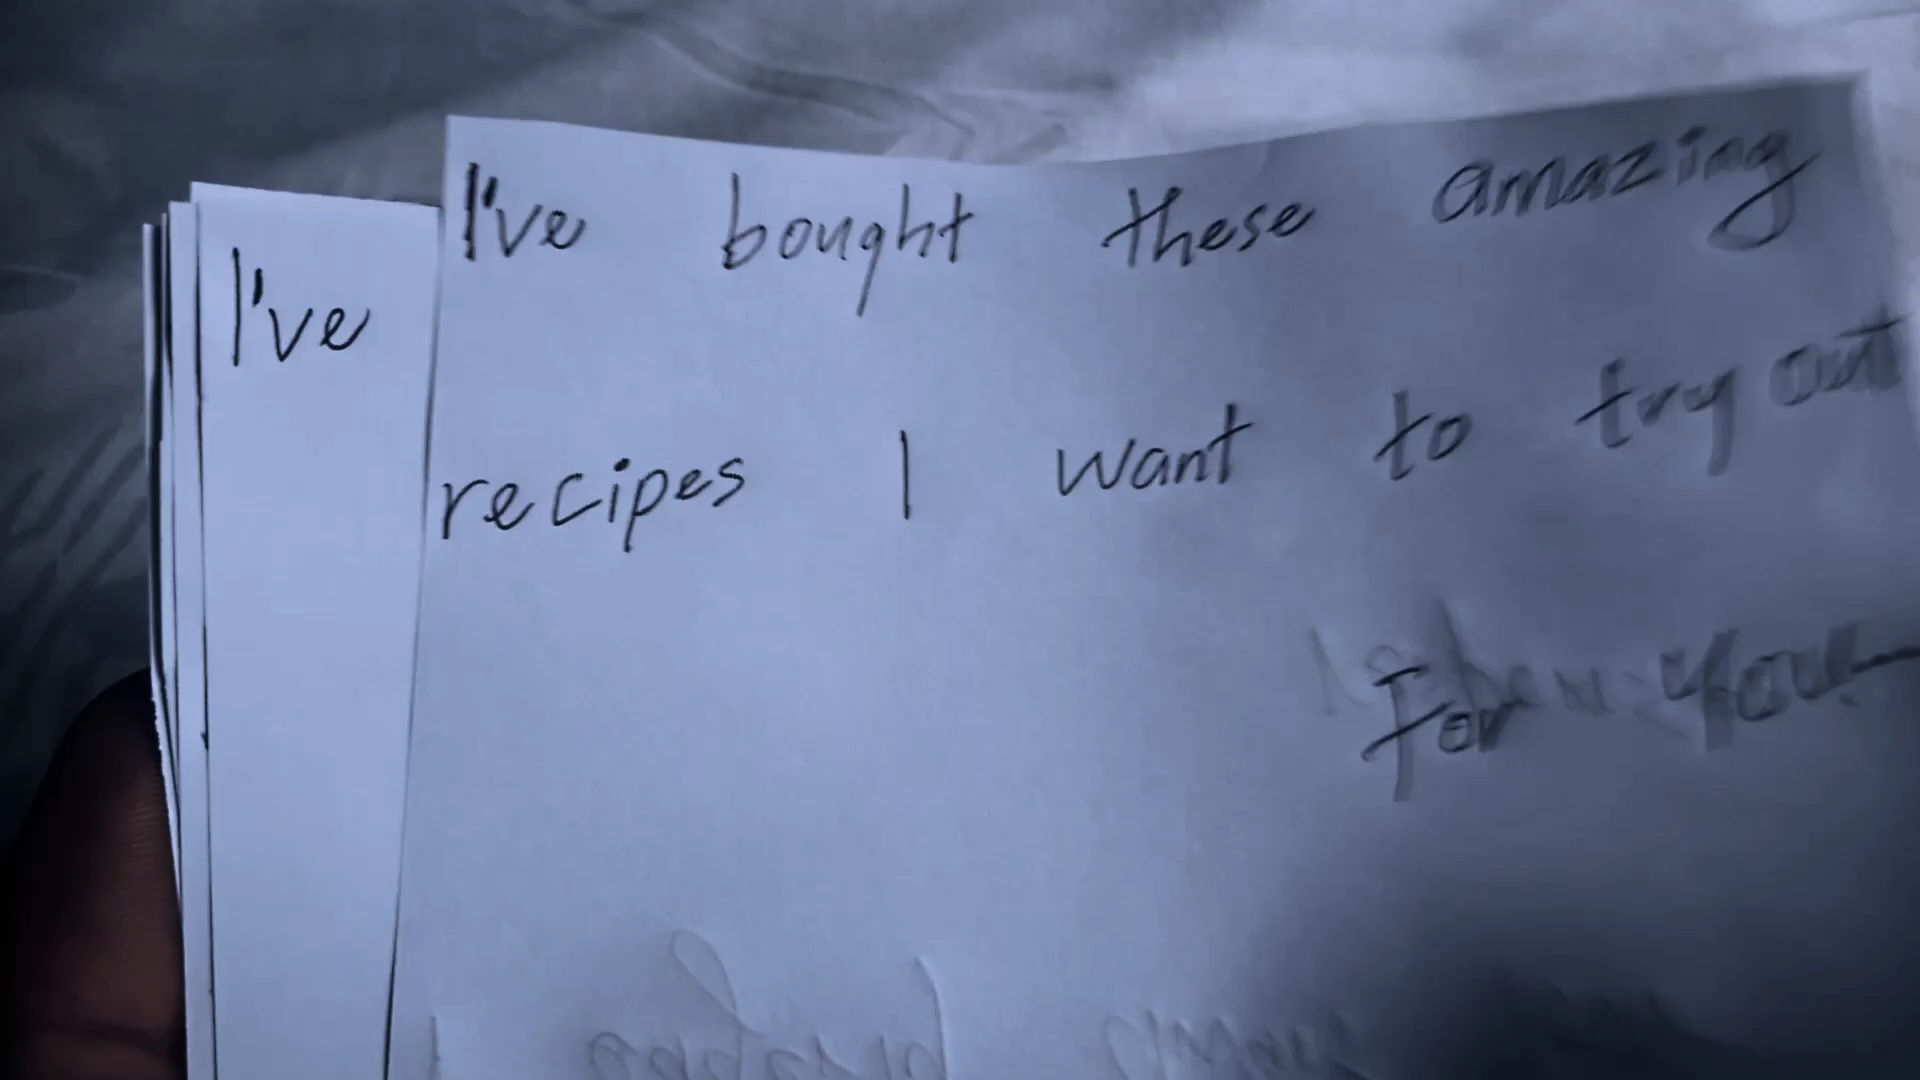 I've bought these amazing
I've
recipes I want to try out
For you